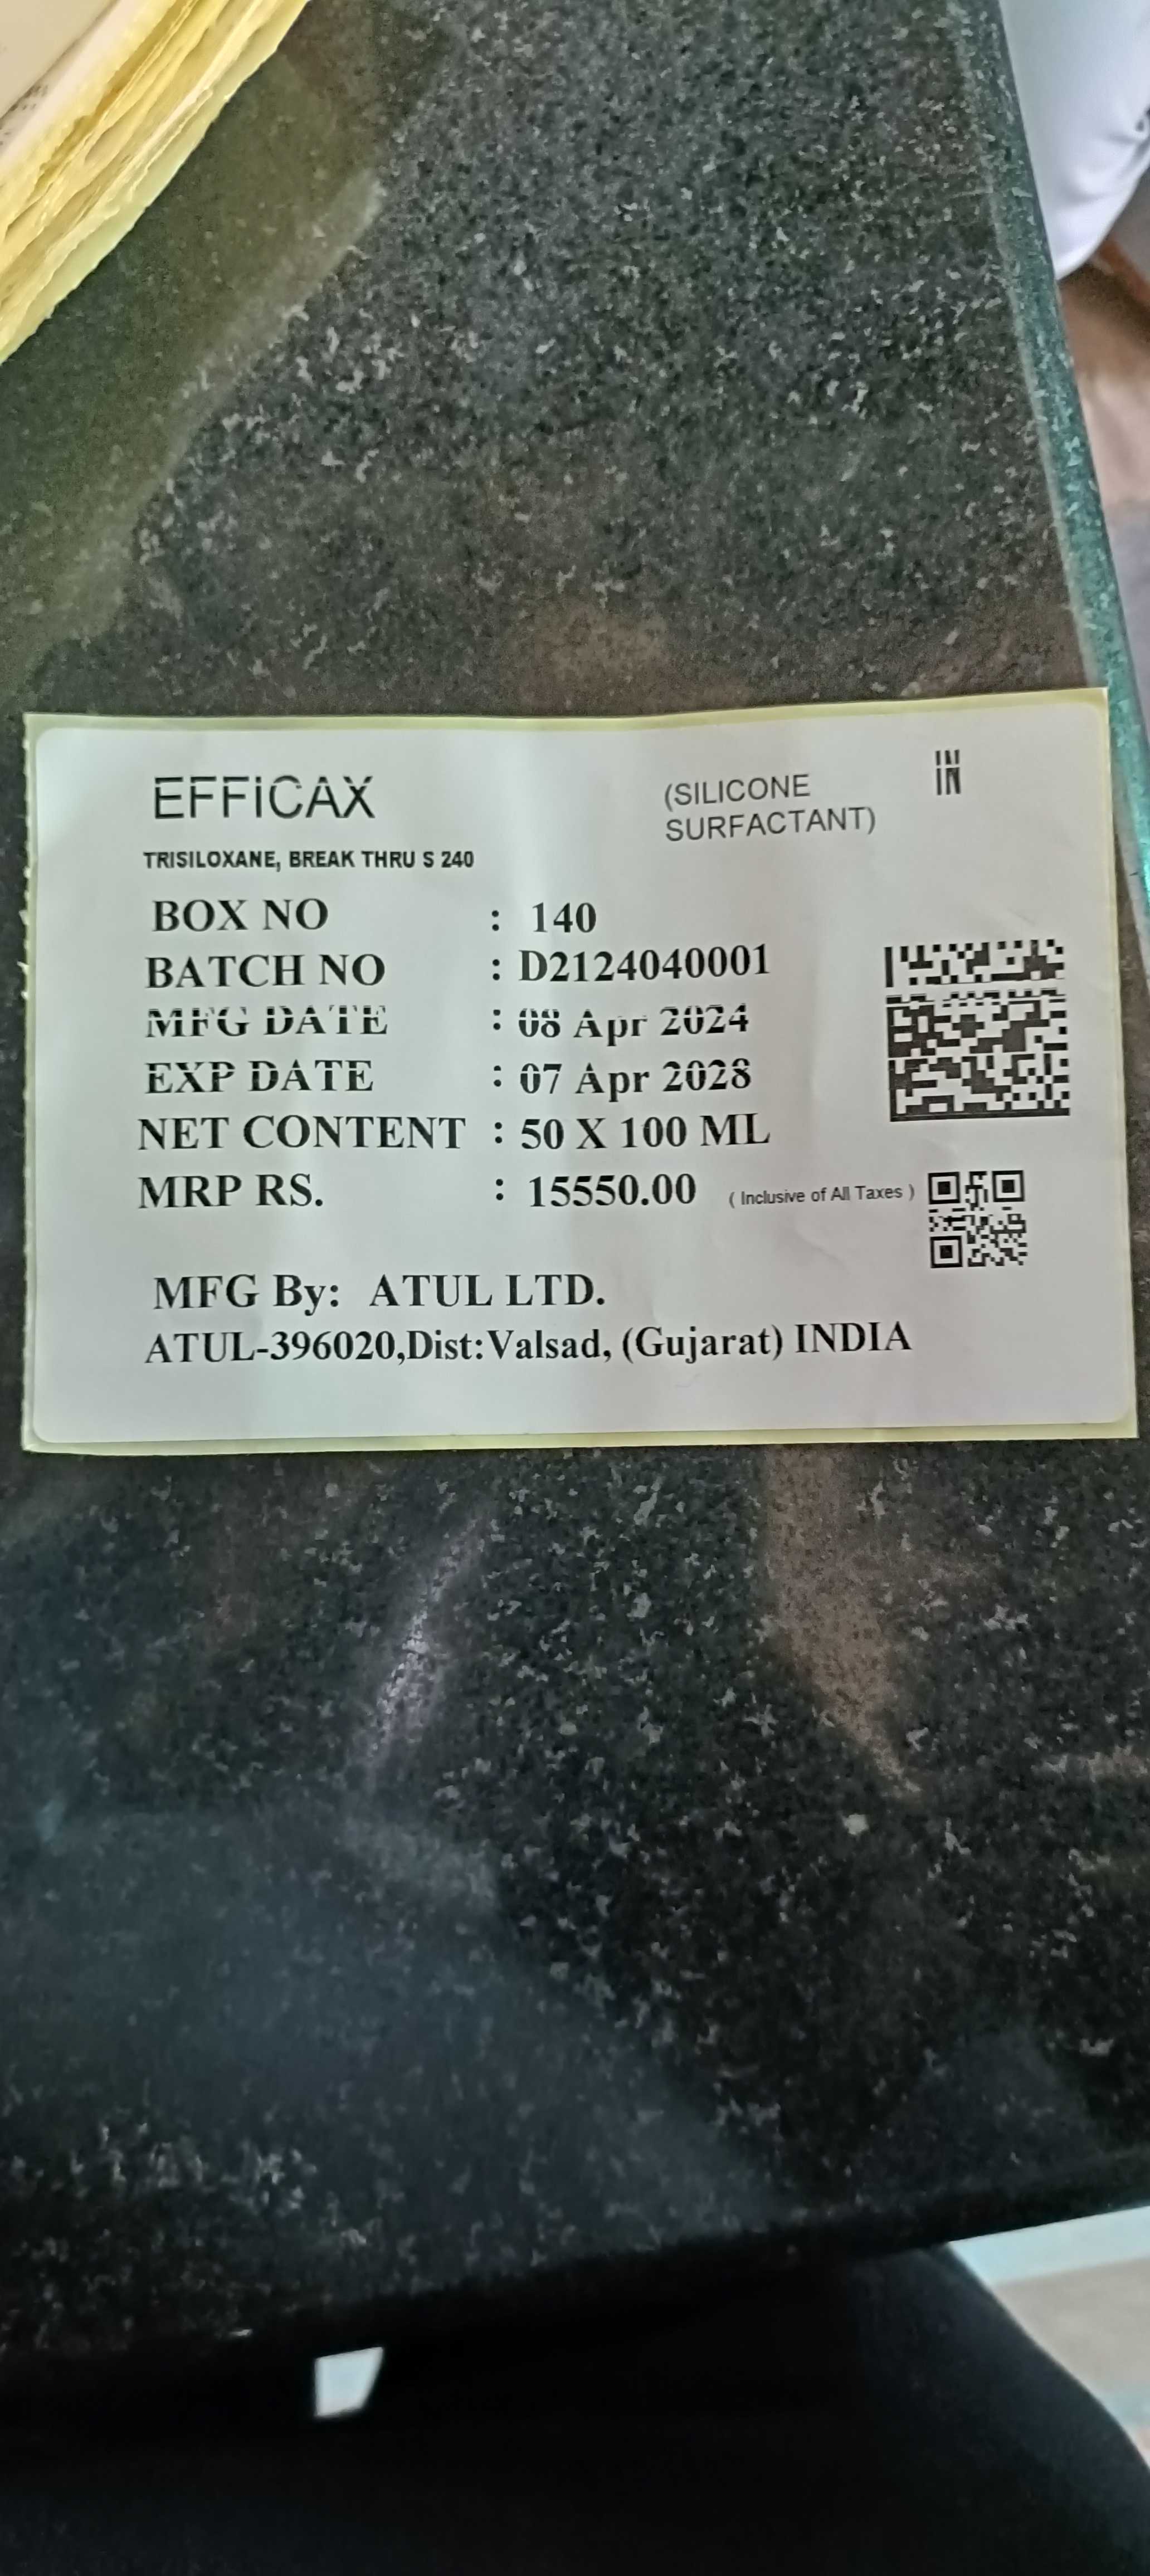 EFFICAX
(SILICONE
SURFACTANT)
IN
TRISILOXANE, BREAK THRU S 240
BOX NO : 140
BATCH NO : D2124040001
MFG DATE : 08 Apr 2024
EXP DATE : 07 Apr 2028
NET CONTENT : 50 X 100 ML
MRP RS. : 15550.00 ( Inclusive of All Taxes )
MFG By: ATUL LTD.
ATUL-396020,Dist:Valsad, (Gujarat) INDIA